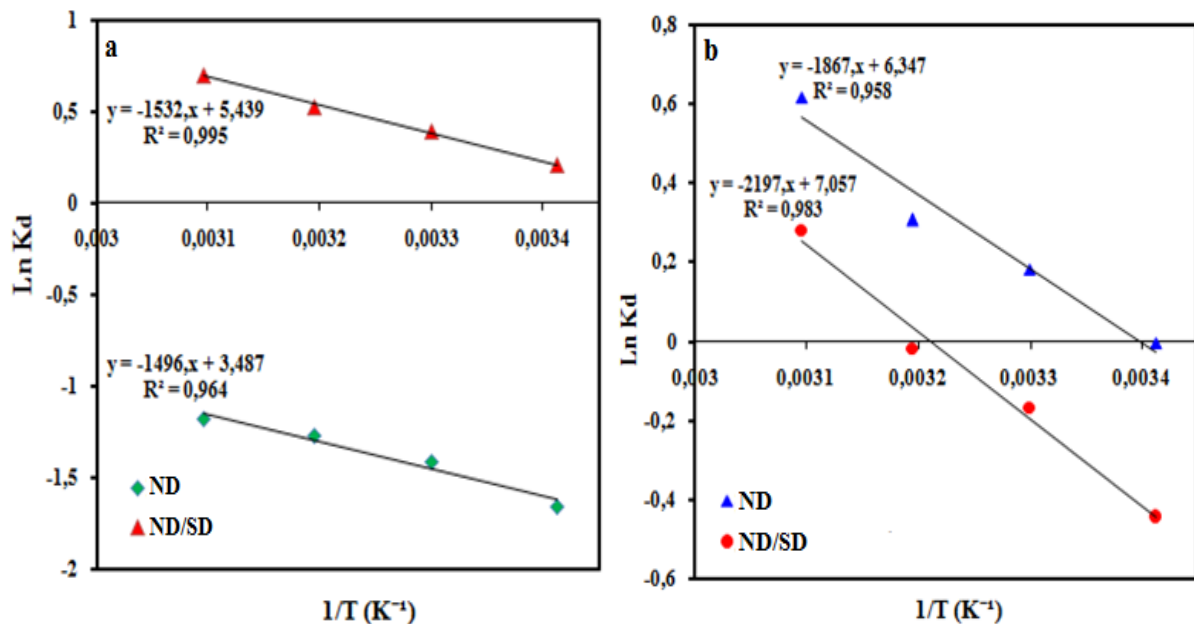 a
1
0,5
0
-0,5
-1
-1,5
-2
Ln Kd
y = -1532,x + 5,439
R² = 0,995
0,003
0,0031
0,0032
0,0033
0,0034
y = -1496,x + 3,487
R² = 0,964
ND
ND/SD
1/T (K⁻¹)
b
0,8
0,6
0,4
0,2
0
-0,2
-0,4
-0,6
Ln Kd
y = -1867,x + 6,347
R² = 0,958
y = -2197,x + 7,057
R² = 0,983
0,003
0,0031
0,0032
0,0033
0,0034
ND
ND/SD
1/T (K⁻¹)